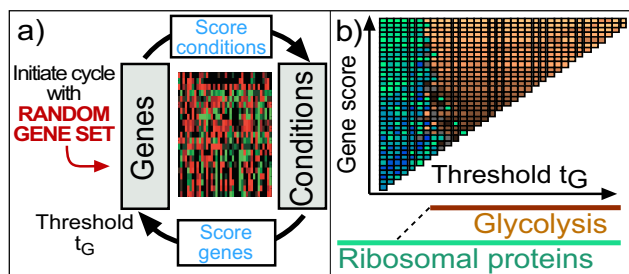 a)
Score
conditions
Initiate cycle
with
RANDOM
GENE SET
Genes
Conditions
Threshold
tG
Score
genes
b)
Gene score
Threshold tG
Glycolysis
Ribosomal proteins